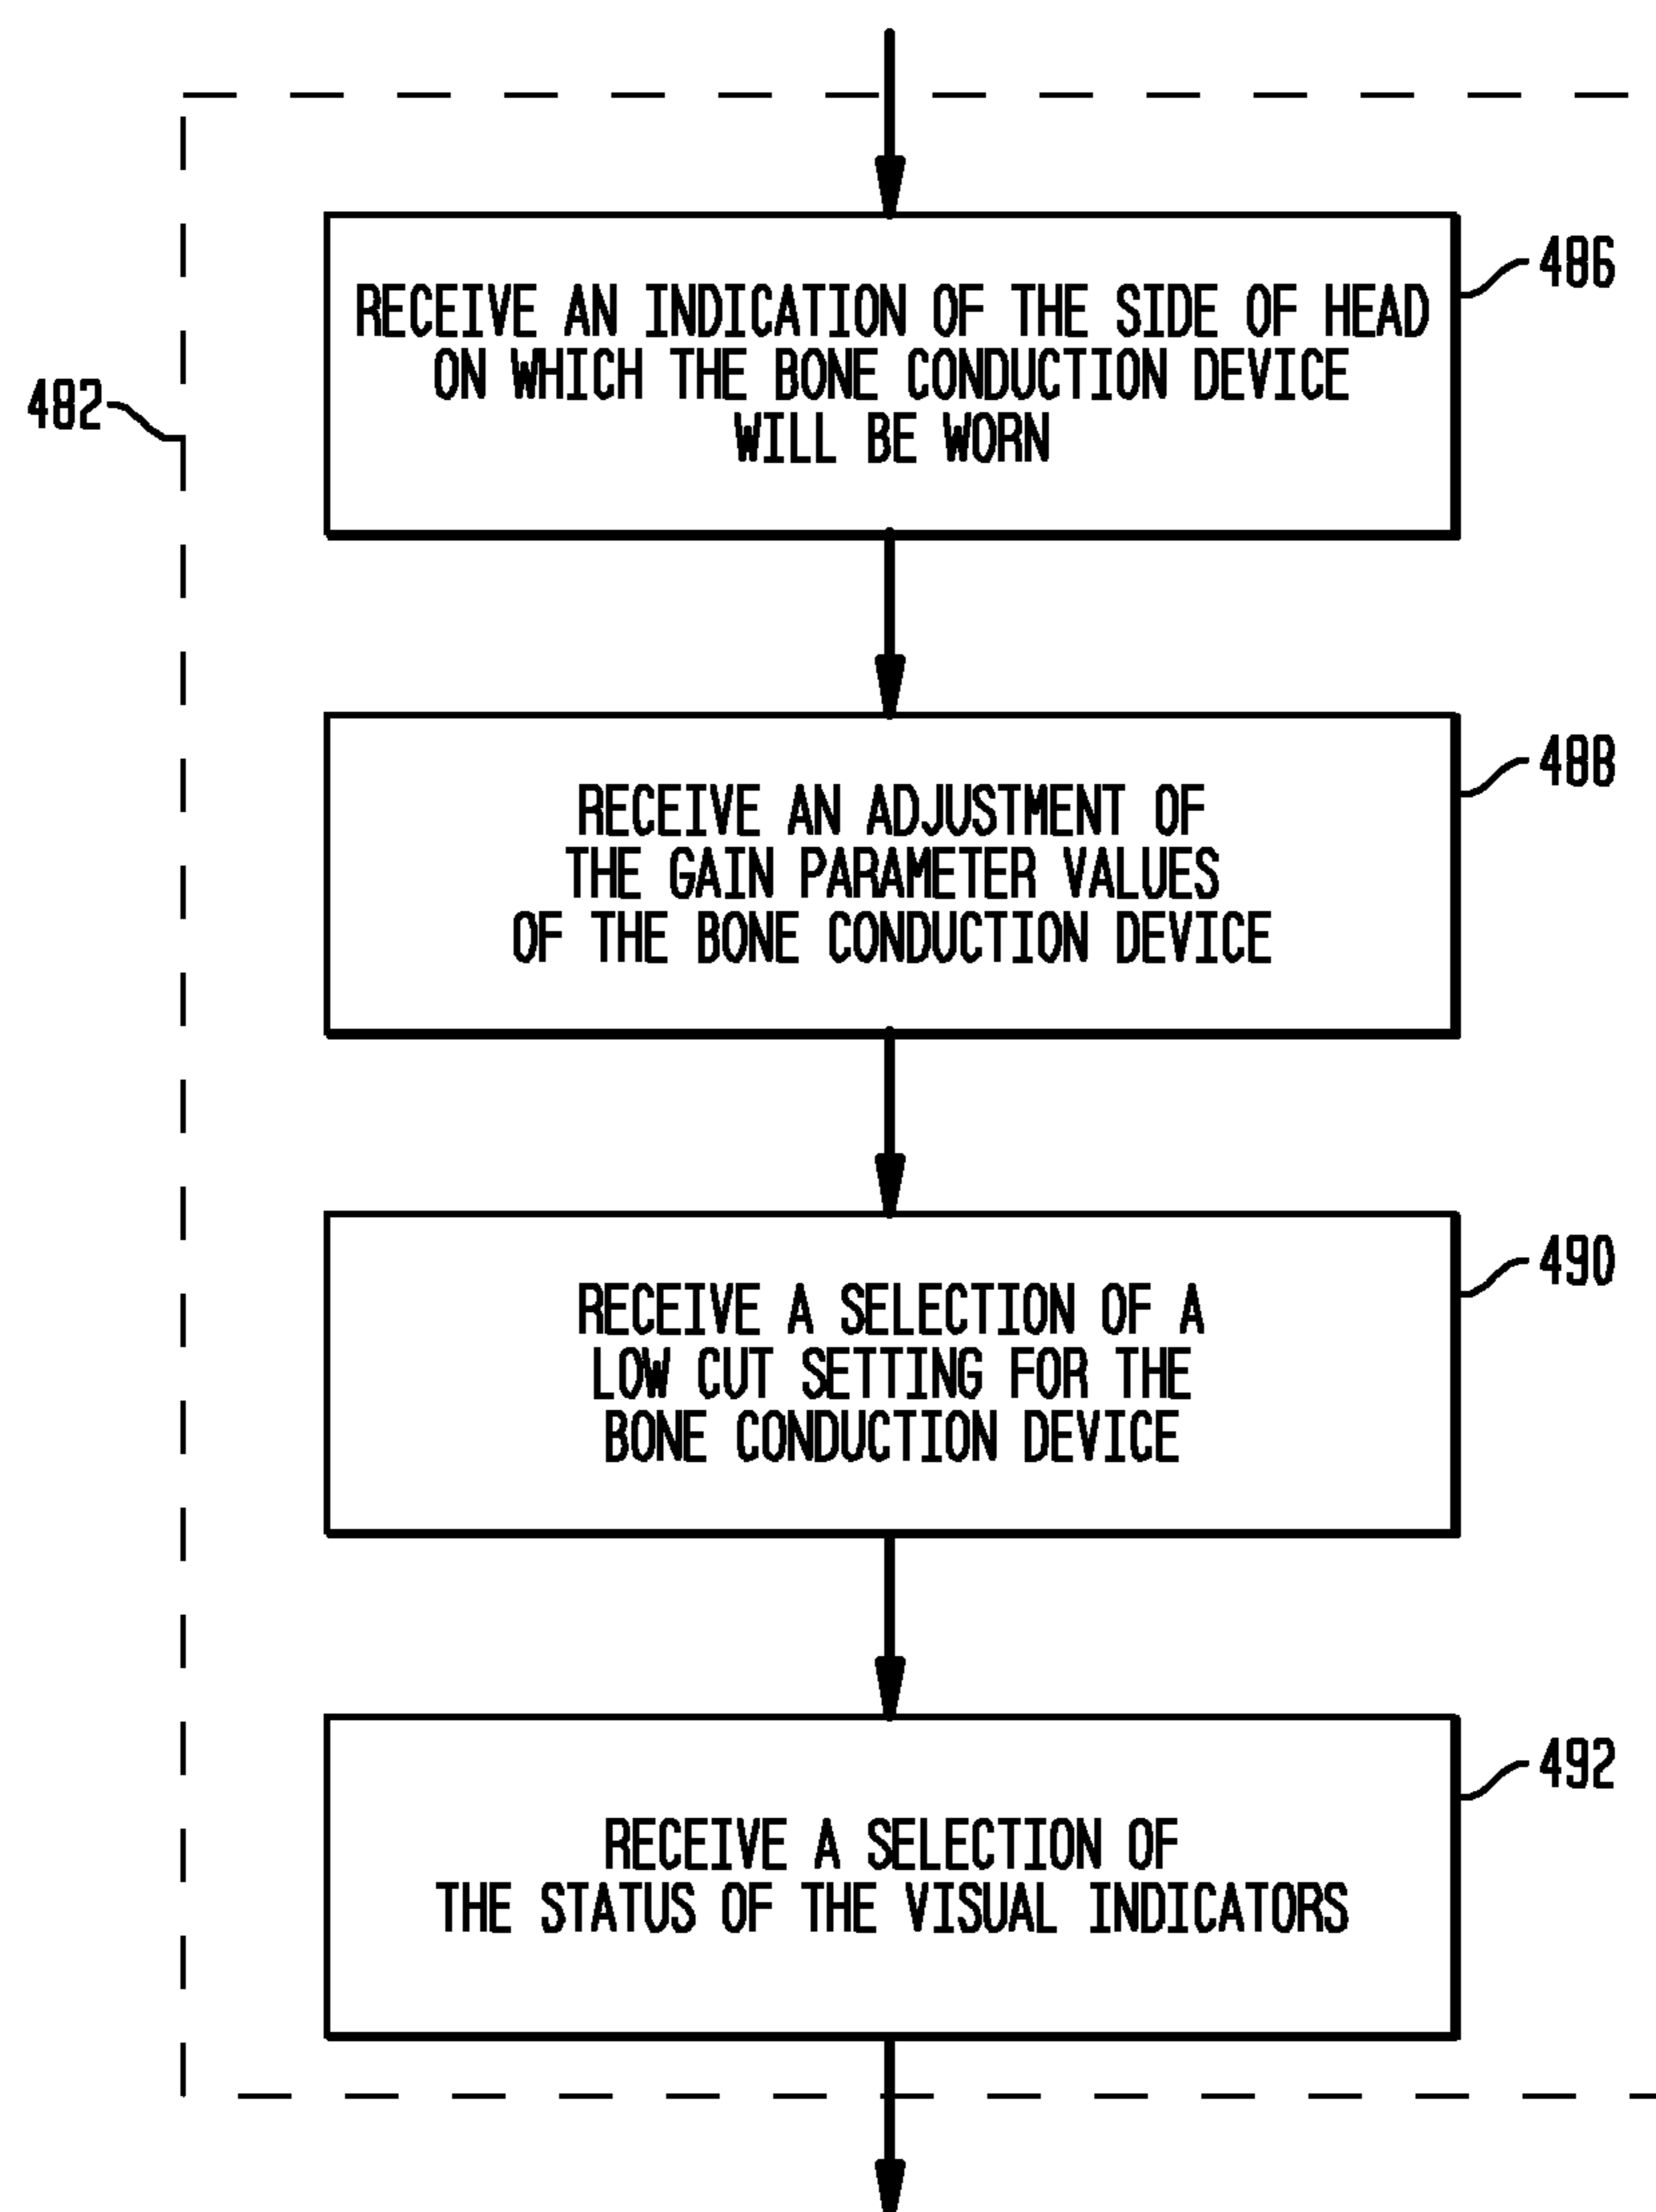 486
RECEIVE AN INDICATION OF THE SIDE OF HEAD
ON WHICH THE BONE CONDUCTION DEVICE
WILL BE WORN
482
488
RECEIVE AN ADJUSTMENT OF
THE GAIN PARAMETER VALUES
OF THE BONE CONDUCTION DEVICE
490
RECEIVE A SELECTION OF A
LOW CUT SETTING FOR THE
BONE CONDUCTION DEVICE
492
RECEIVE A SELECTION OF
THE STATUS OF THE VISUAL INDICATORS